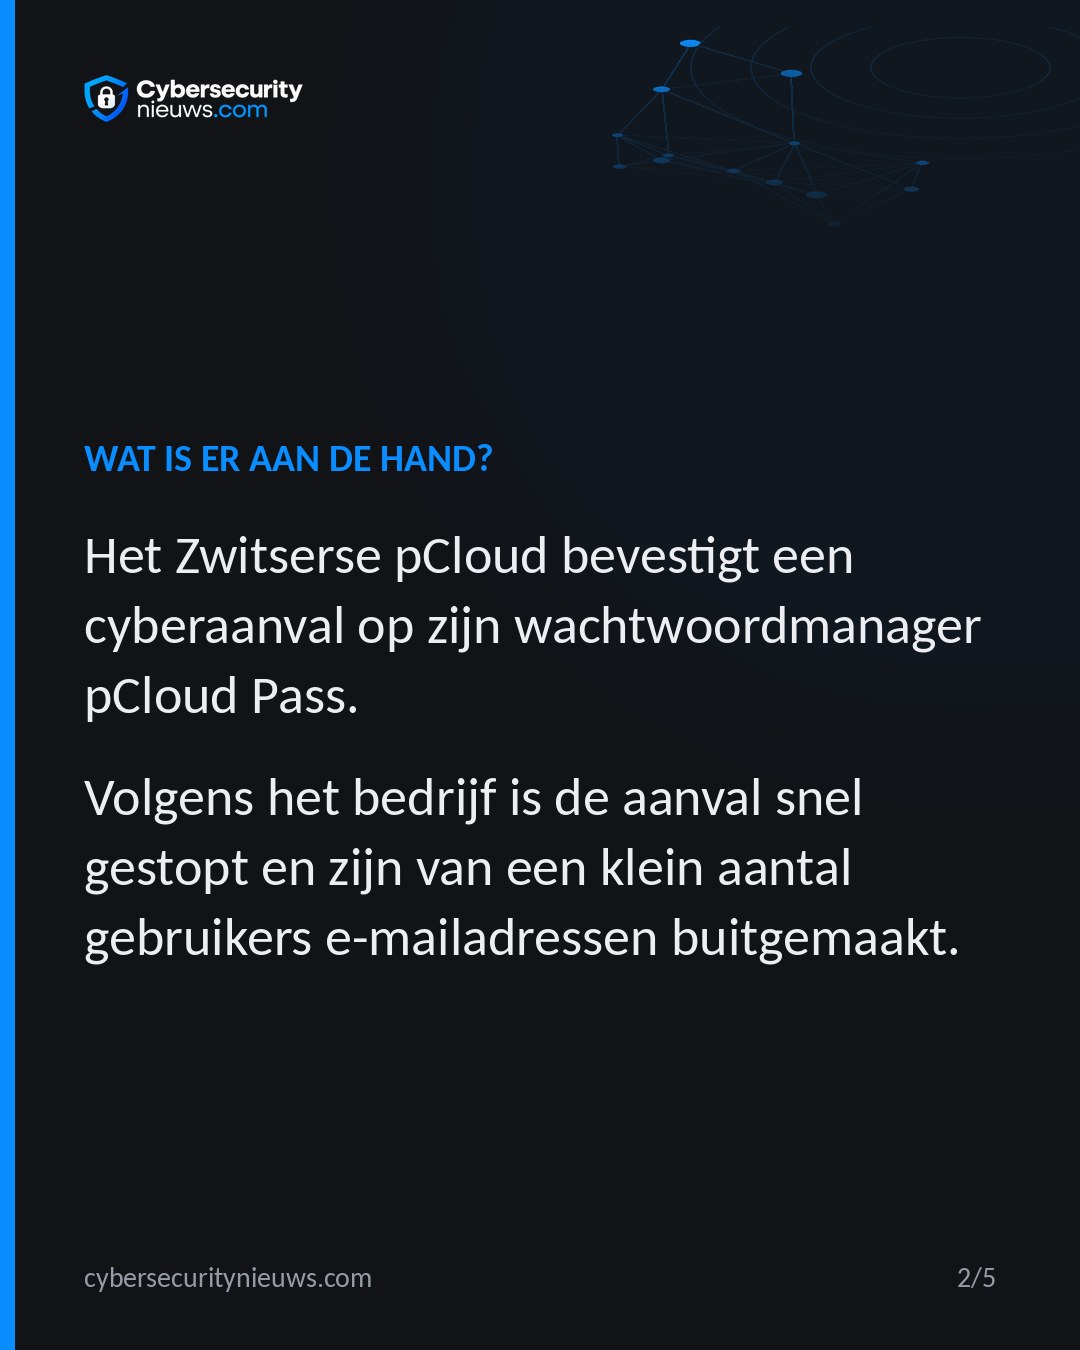 Cybersecurity
nieuws.com
WAT IS ER AAN DE HAND?
Het Zwitserse pCloud bevestigt een
cyberaanval op zijn wachtwoordmanager
pCloud Pass.
Volgens het bedrijf is de aanval snel
gestopt en zijn van een klein aantal
gebruikers e-mailadressen buitgemaakt.
cybersecuritynieuws.com
2/5